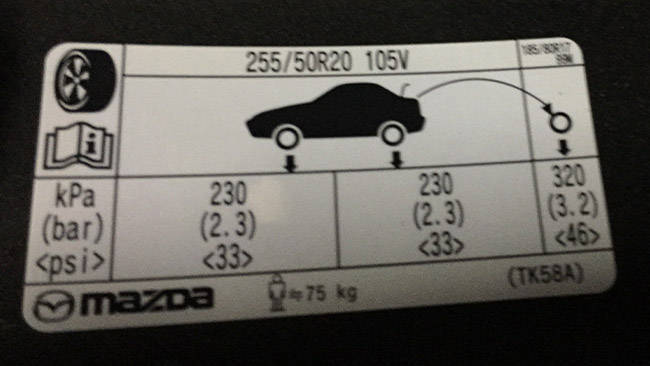 255/50R20 105V
185/80R17
99M
kPa 230 230 320
(bar) (2.3) (2.3) (3.2)
<psi> <33> <33> <46>
mazda ≒75 kg (TK58A)